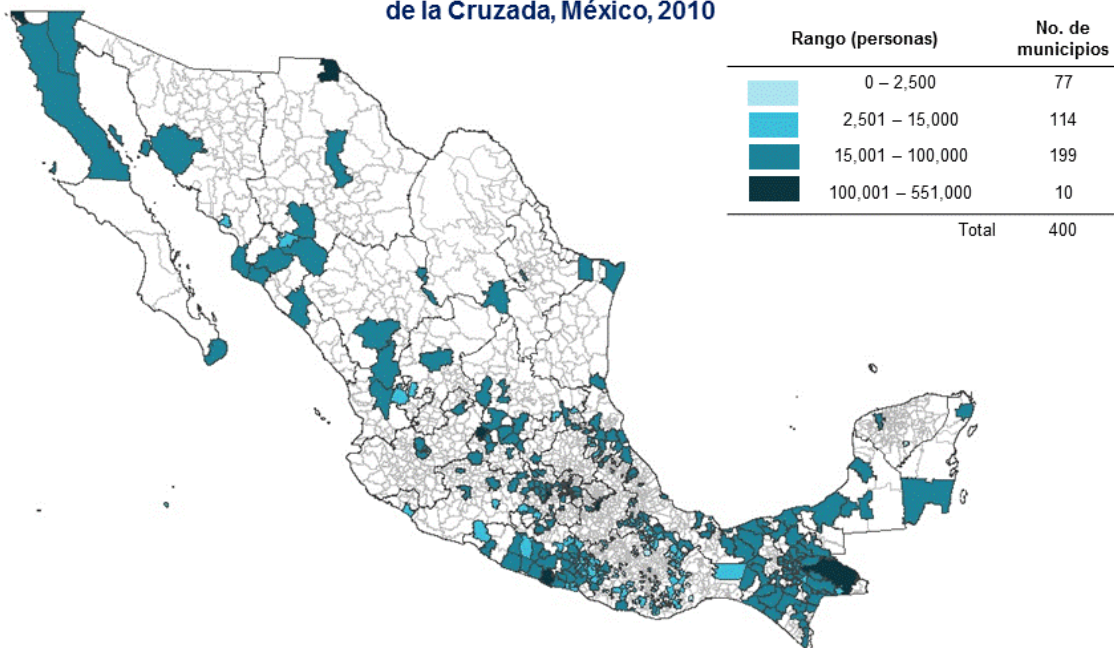 de la Cruzada, México, 2010
Rango (personas) No. de municipios
0 – 2,500 77
2,501 – 15,000 114
15,001 – 100,000 199
100,001 – 551,000 10
Total 400